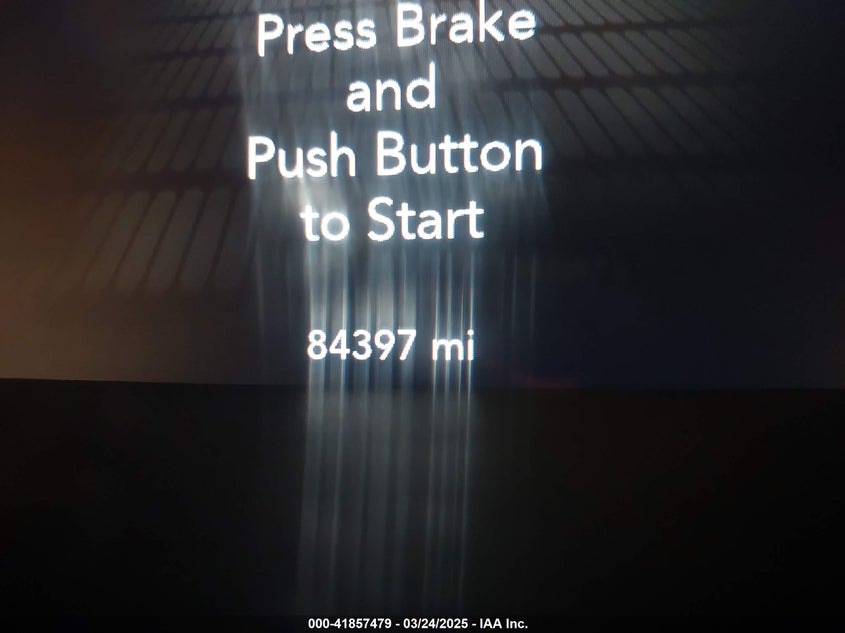 Press Brake
and
Push Button
to Start
84397 mi
000-41857479 - 03/24/2025 - IAA Inc.